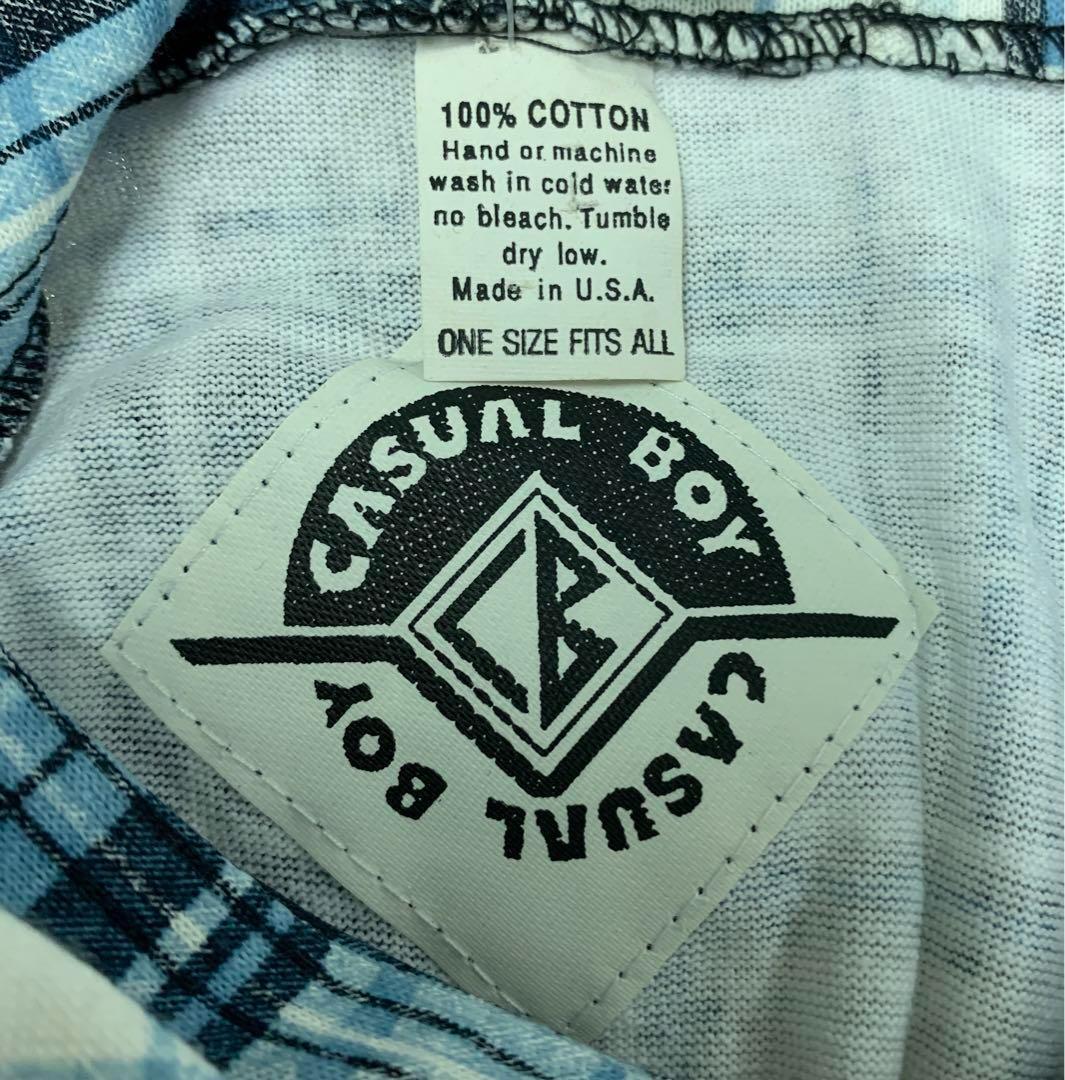 100% COTTON
Hand or machine
wash in cold water
no bleach. Tumble
dry low.
Made in U.S.A.
ONE SIZE FITS ALL
CASUAL BOY
CB
CASUAL BOY